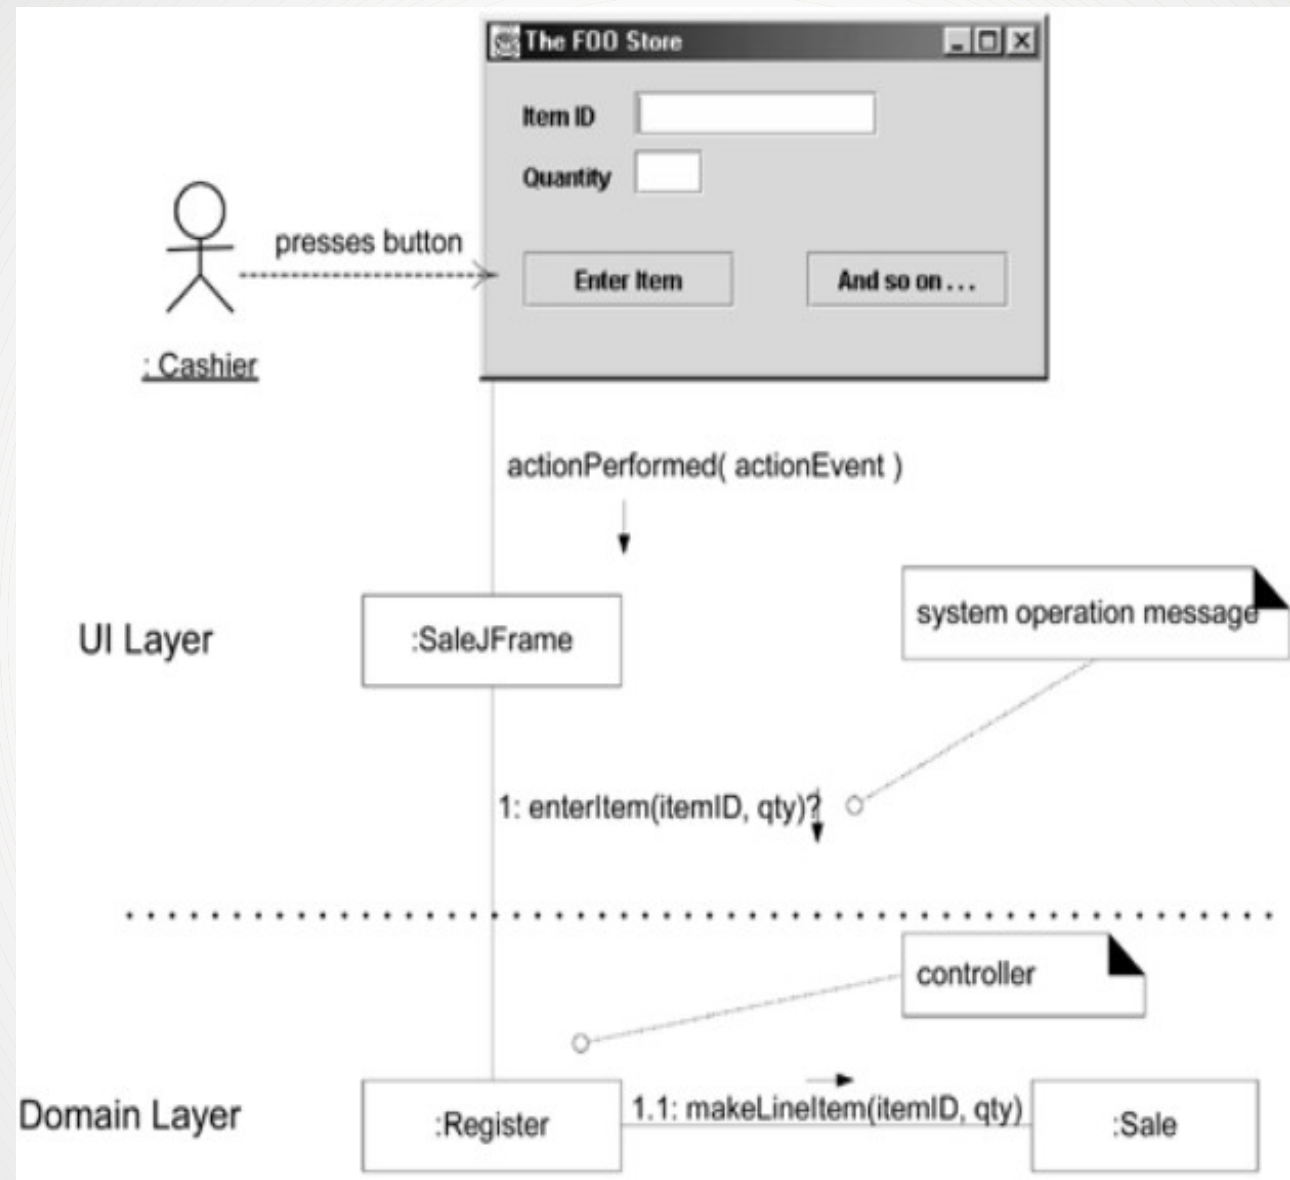 The FOO Store
Item ID
Quantity
presses button
Enter Item
And so on . . .
: Cashier
actionPerformed( actionEvent )
system operation message
UI Layer
:SaleJFrame
1: enterItem(itemID, qty)?
controller
Domain Layer
:Register
1.1: makeLineItem(itemID, qty)
:Sale